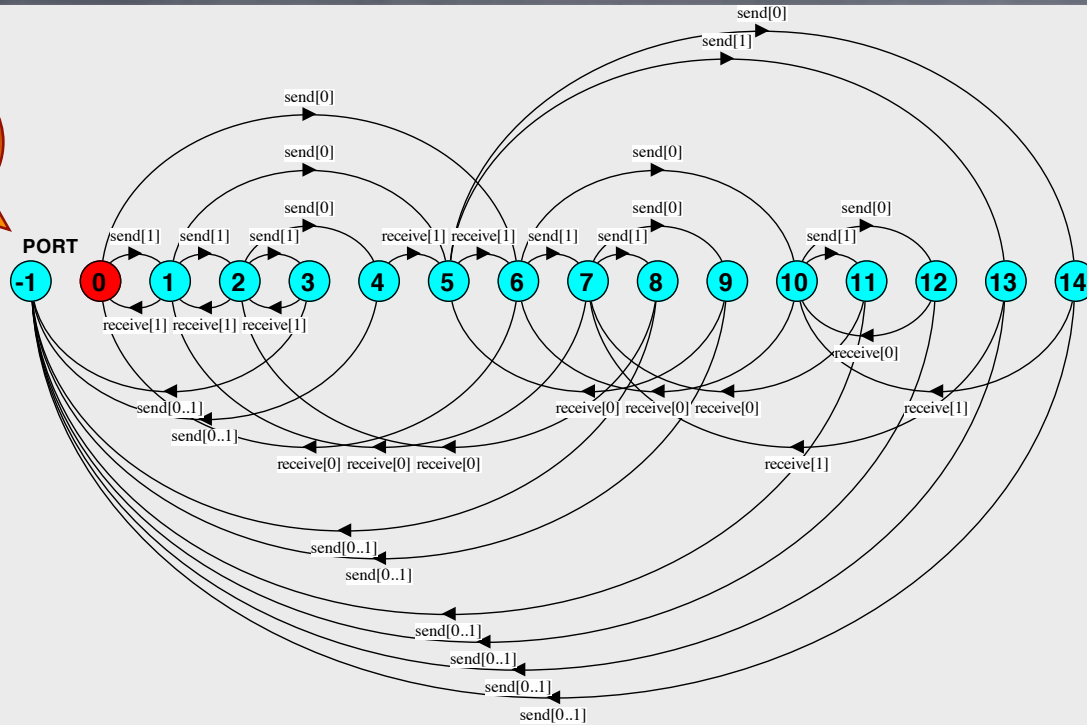 send[0]
send[1]
send[0]
send[0] send[0]
send[0] send[0] send[0]
send[1] send[1] send[1] receive[1] receive[1] send[1] send[1] send[1]
PORT
-1 0 1 2 3 4 5 6 7 8 9 10 11 12 13 14
receive[1] receive[1] receive[1]
receive[0]
send[0..1] receive[0] receive[0] receive[0] receive[1]
send[0..1]
receive[0] receive[0] receive[0] receive[1]
send[0..1]
send[0..1]
send[0..1]
send[0..1]
send[0..1]
send[0..1]